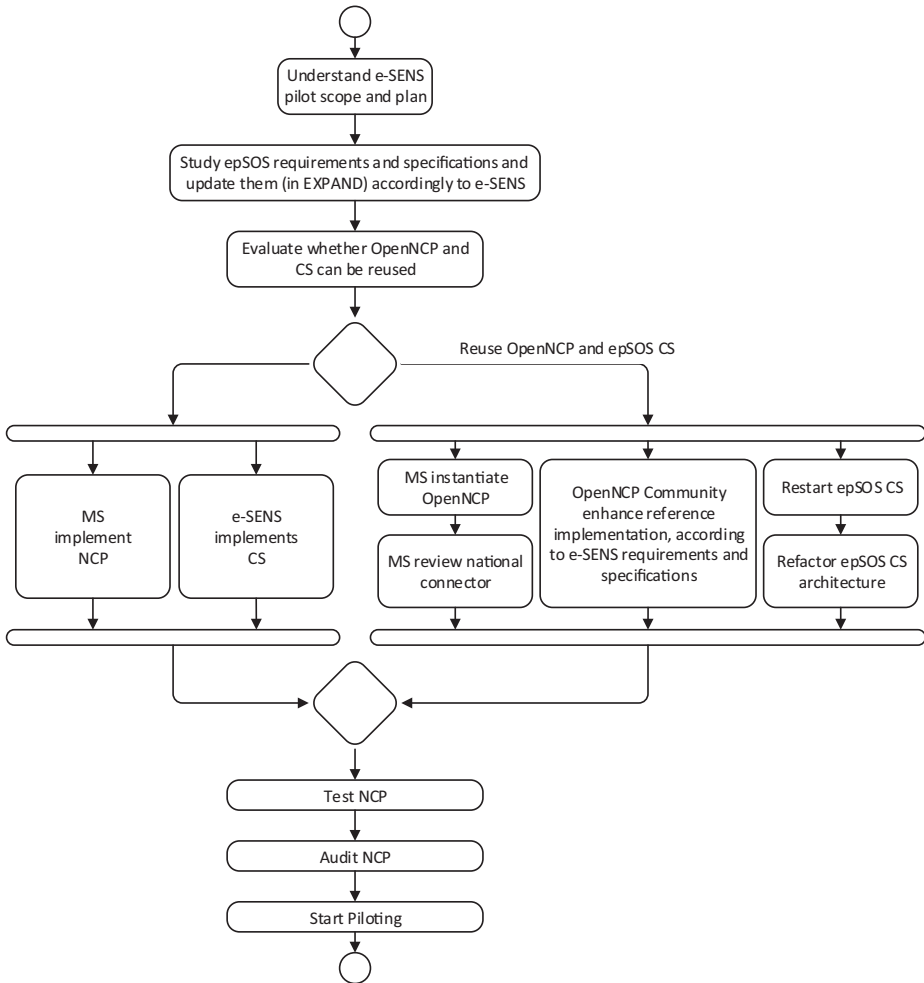 Understand e-SENS
pilot scope and plan
Study epSOS requirements and specifications and
update them (in EXPAND) accordingly to e-SENS
Evaluate whether OpenNCP and
CS can be reused
Reuse OpenNCP and epSOS CS
MS
implement
NCP
e-SENS
implements
CS
MS instantiate
OpenNCP
MS review national
connector
OpenNCP Community
enhance reference
implementation, according
to e-SENS requirements and
specifications
Restart epSOS CS
Refactor epSOS CS
architecture
Test NCP
Audit NCP
Start Piloting